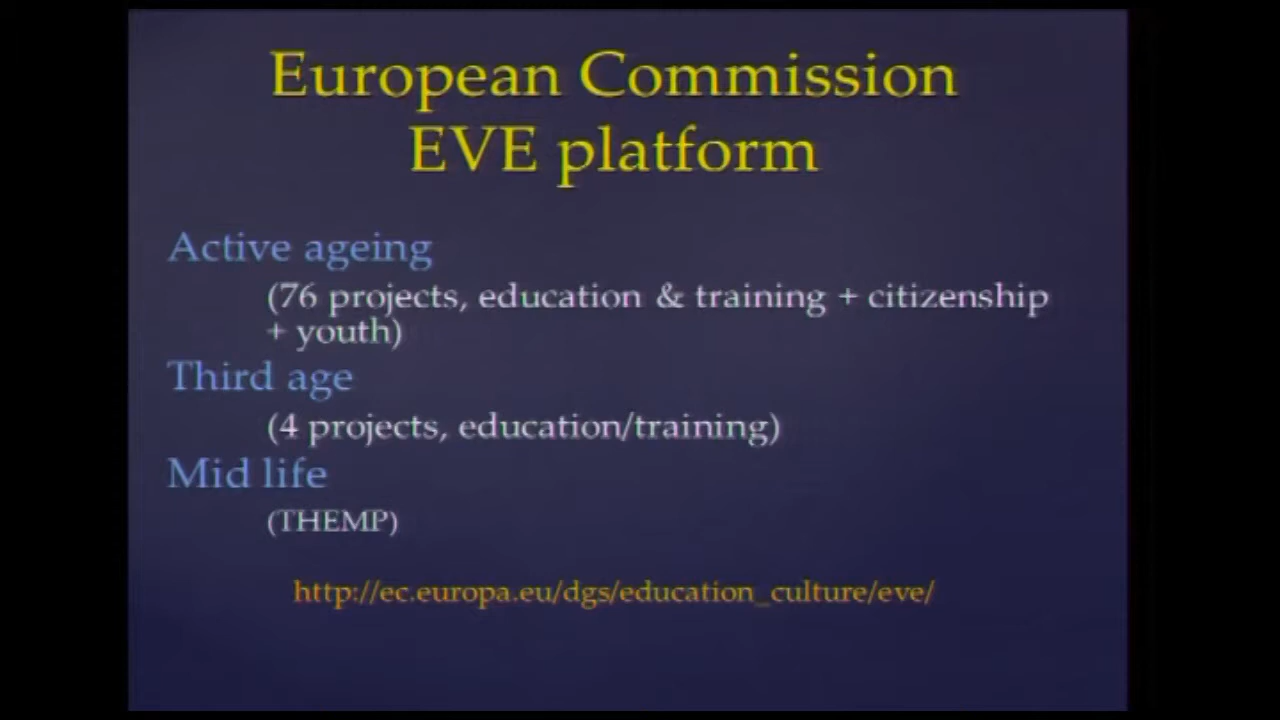 European Commission
EVE platform
Active ageing
(76 projects, education & training + citizenship
+ youth)
Third age
(4 projects, education/training)
Mid life
(THEMP)
http://ec.europa.eu/dgs/education_culture/eve/